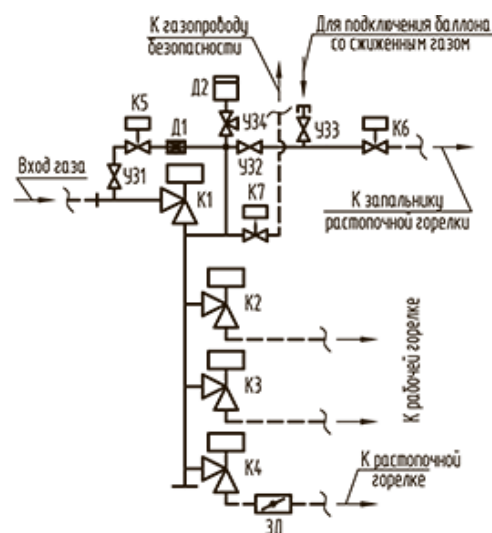 К газопроводу
безопасности
Для подключения баллона
со сжиженным газом
Д2
К5
Д1
УЗ4
УЗ3
К6
Вход газа
УЗ1
К1
УЗ2
К7
К запальнику
растопочной горелки
К2
К3
К рабочей горелке
К4
К растопочной
горелке
ЗД